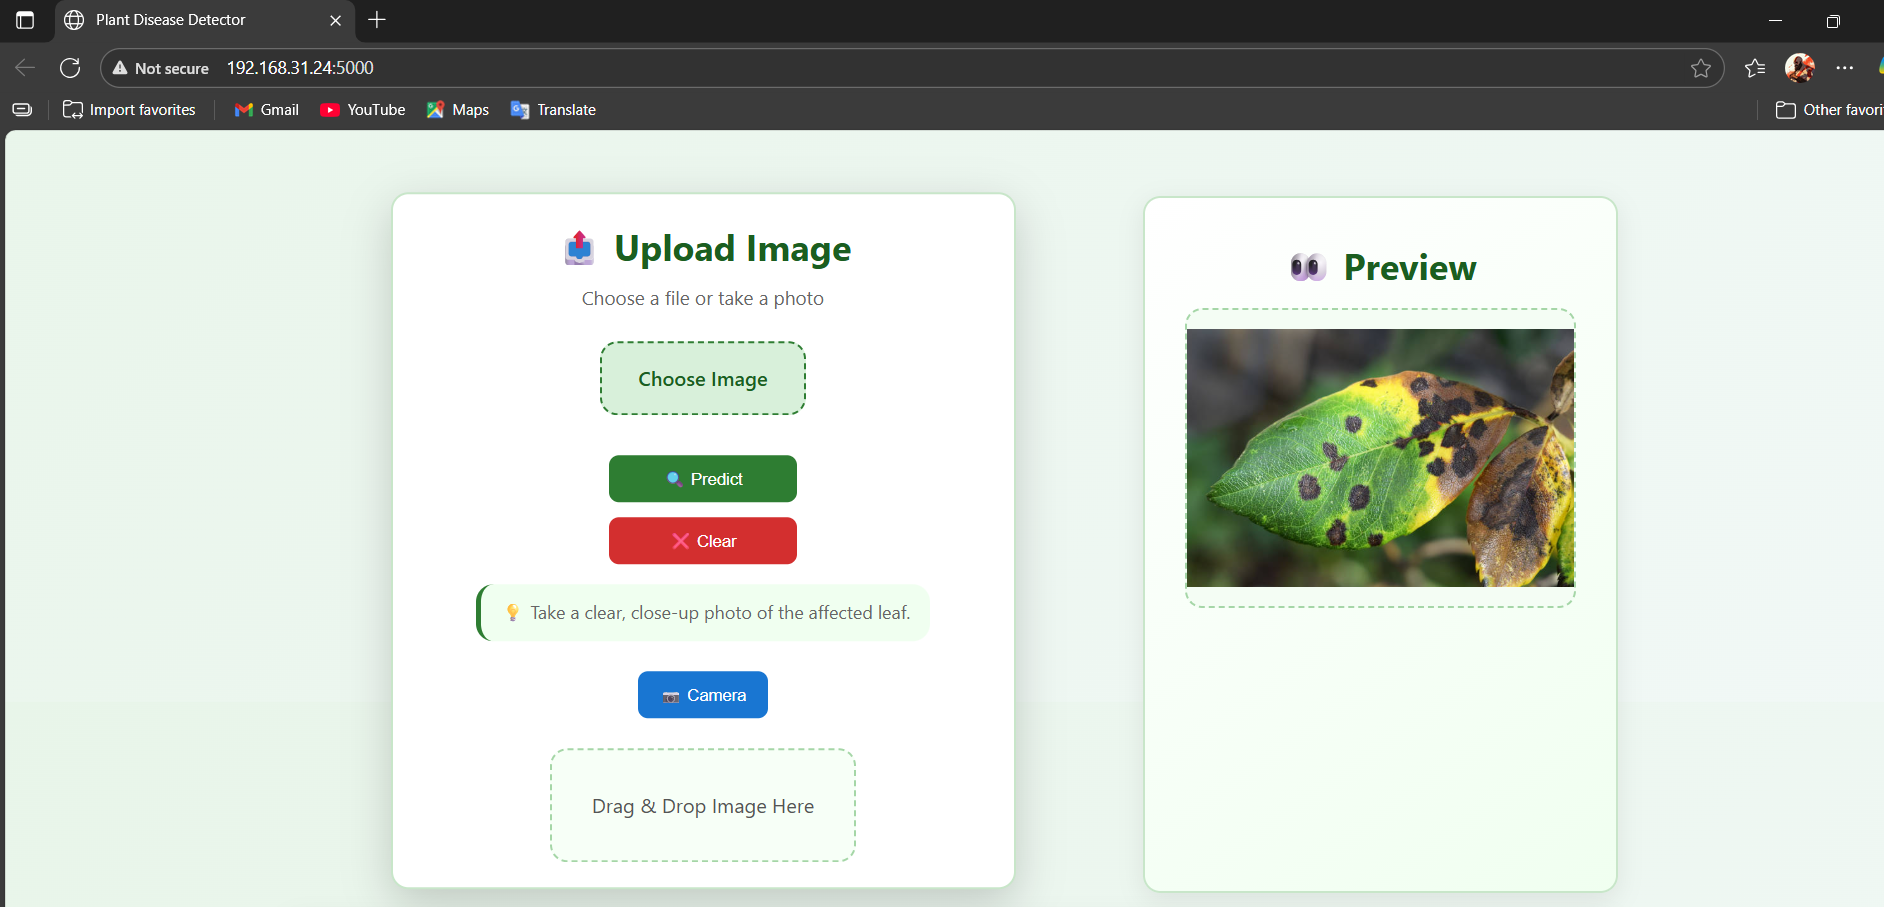 Plant Disease Detector
Not secure 192.168.31.24:5000
Import favorites Gmail YouTube Maps Translate Other
Upload Image
Choose a file or take a photo
Choose Image
Predict
Clear
Take a clear, close-up photo of the affected leaf.
Camera
Drag & Drop Image Here
Preview